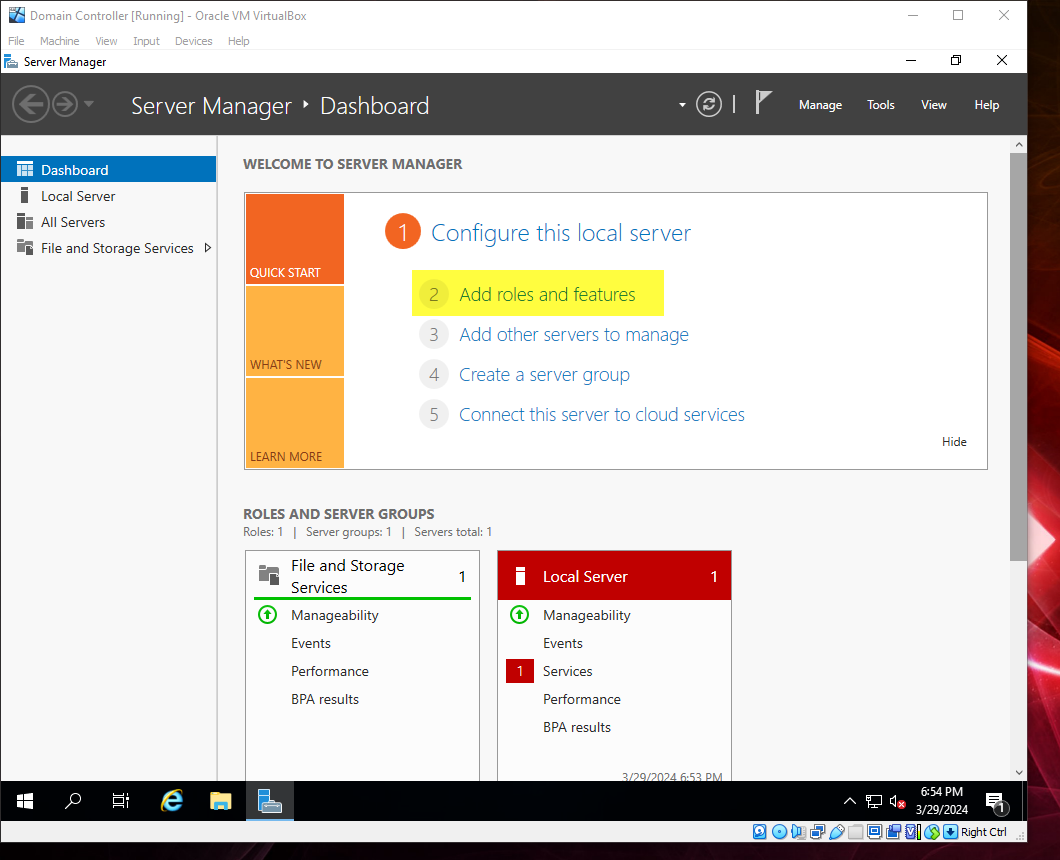 Domain Controller [Running] - Oracle VM VirtualBox
File Machine View Input Devices Help
Server Manager
Server Manager ‣ Dashboard
Manage Tools View Help
Dashboard
Local Server
All Servers
File and Storage Services
WELCOME TO SERVER MANAGER
QUICK START
WHAT'S NEW
LEARN MORE
1 Configure this local server
2 Add roles and features
3 Add other servers to manage
4 Create a server group
5 Connect this server to cloud services
Hide
ROLES AND SERVER GROUPS
Roles: 1 | Server groups: 1 | Servers total: 1
File and Storage
Services
1
Manageability
Events
Performance
BPA results
Local Server 1
Manageability
Events
1 Services
Performance
BPA results
3/29/2024 6:53 PM
6:54 PM
3/29/2024
1
Right Ctrl